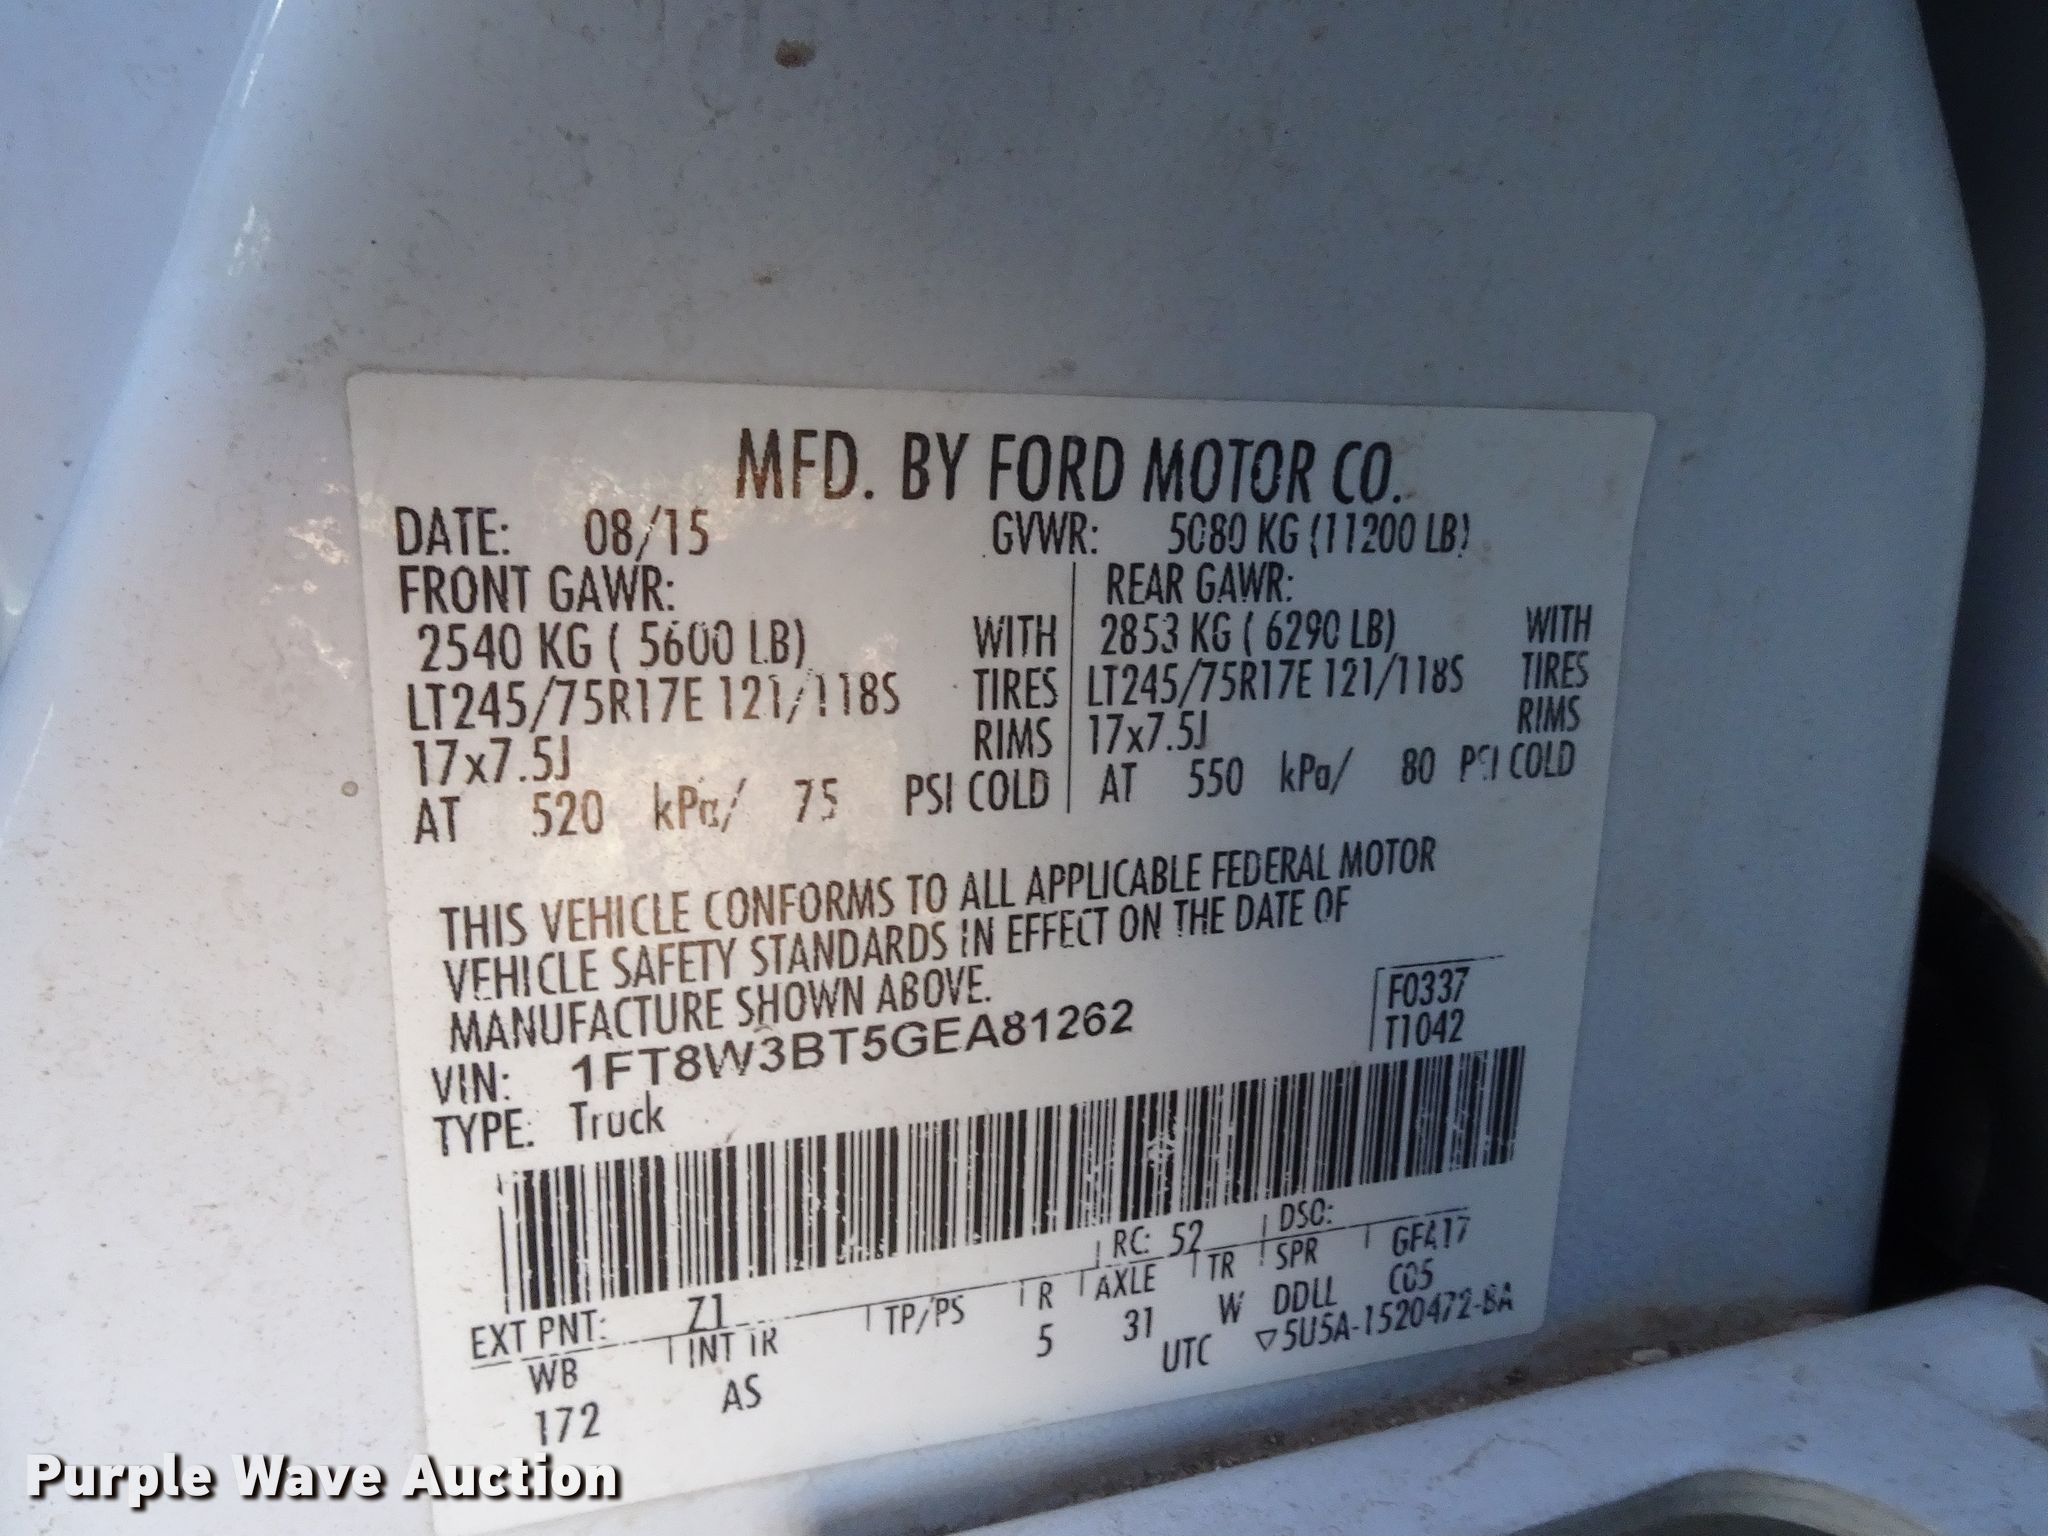 MFD. BY FORD MOTOR CO.
DATE: 08/15 GVWR: 5080 KG (11200 LB)
FRONT GAWR: REAR GAWR:
2540 KG ( 5600 LB) WITH 2853 KG ( 6290 LB) WITH
LT245/75R17E 121/118S TIRES LT245/75R17E 121/118S TIRES
17x7.5J RIMS 17x7.5J RIMS
AT 520 kPa/ 75 PSI COLD AT 550 kPa/ 80 PSI COLD
THIS VEHICLE CONFORMS TO ALL APPLICABLE FEDERAL MOTOR
VEHICLE SAFETY STANDARDS IN EFFECT ON THE DATE OF
MANUFACTURE SHOWN ABOVE.
F0337
VIN: 1FT8W3BT5GEA81262 T1042
TYPE: Truck
RC: 52 DSO:
EXT PNT: Z1
WB INT TR TP/PS R AXLE TR SPR GFA17
172 AS 5 31 W DDLL C05
UTC ▽5U5A-1520472-BA
Purple Wave Auction